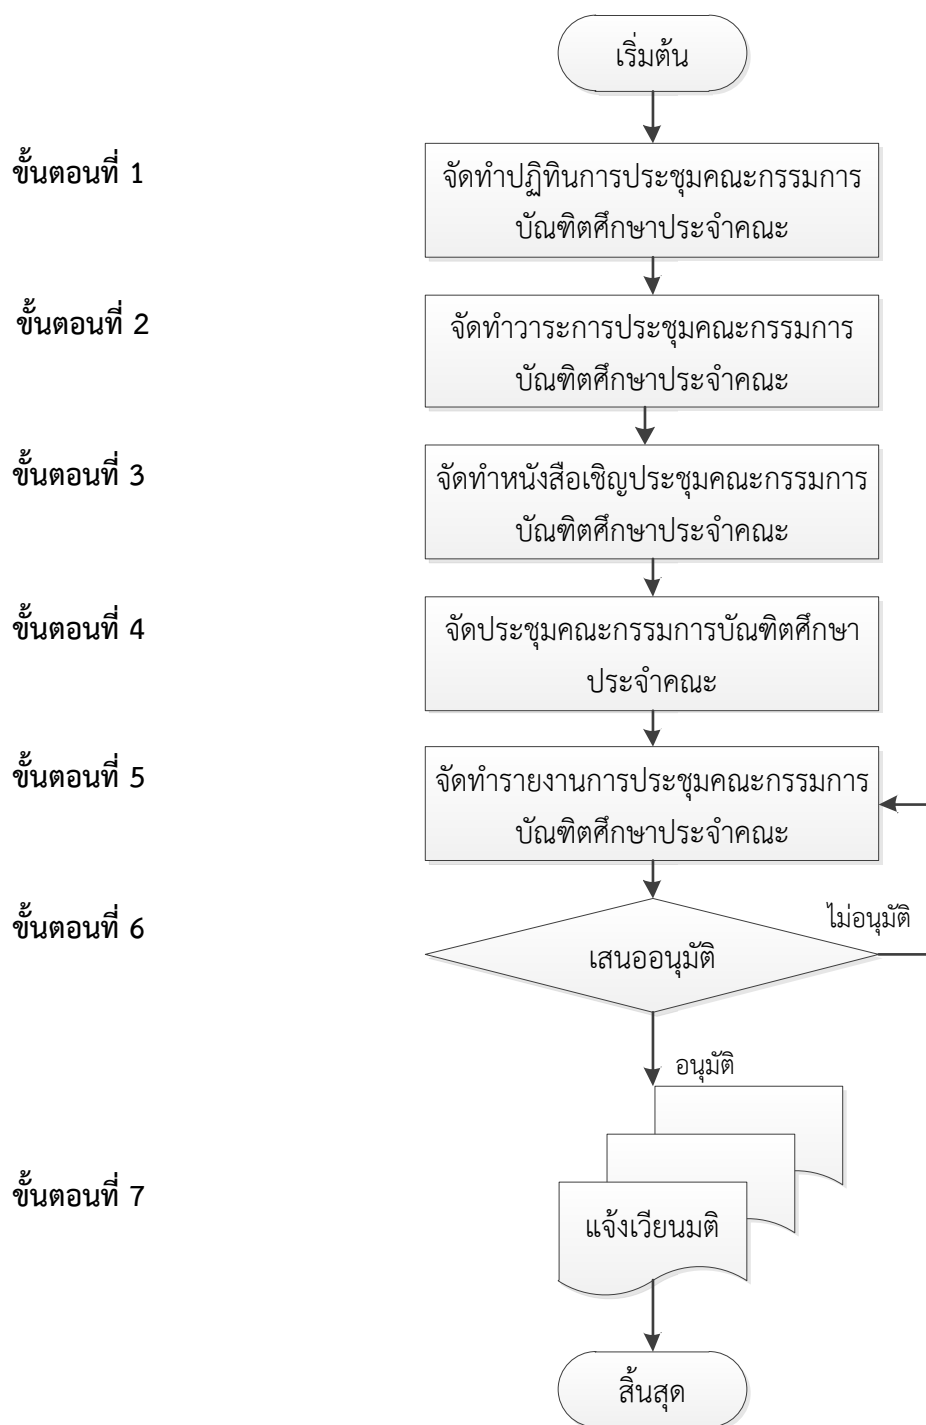 เริ่มต้น
ขั้นตอนที่ 1
จัดทำปฏิทินการประชุมคณะกรรมการ
บัณฑิตศึกษาประจำคณะ
ขั้นตอนที่ 2
จัดทำวาระการประชุมคณะกรรมการ
บัณฑิตศึกษาประจำคณะ
ขั้นตอนที่ 3
จัดทำหนังสือเชิญประชุมคณะกรรมการ
บัณฑิตศึกษาประจำคณะ
ขั้นตอนที่ 4
จัดประชุมคณะกรรมการบัณฑิตศึกษา
ประจำคณะ
ขั้นตอนที่ 5
จัดทำรายงานการประชุมคณะกรรมการ
บัณฑิตศึกษาประจำคณะ
ขั้นตอนที่ 6
ไม่อนุมัติ
เสนออนุมัติ
อนุมัติ
ขั้นตอนที่ 7
แจ้งเวียนมติ
สิ้นสุด